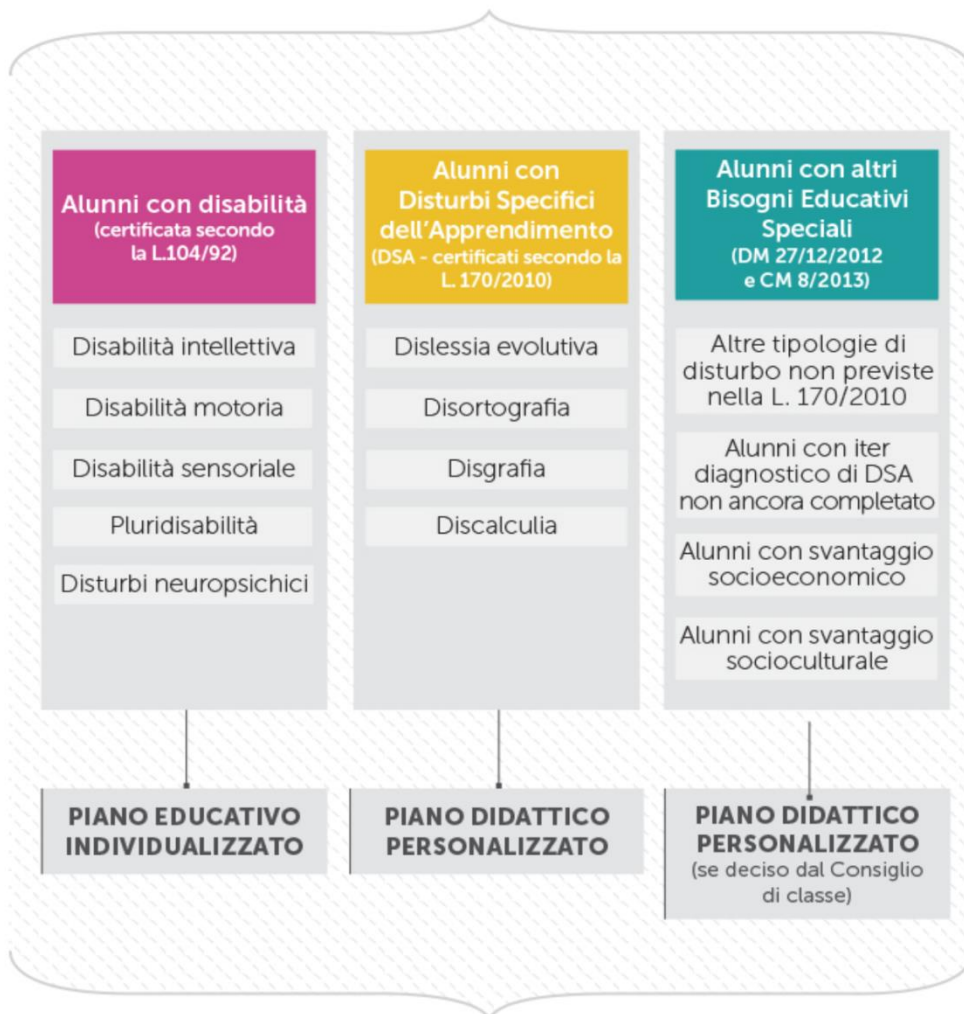 Alunni con disabilità
(certificata secondo
la L.104/92)
Disabilità intellettiva
Disabilità motoria
Disabilità sensoriale
Pluridisabilità
Disturbi neuropsichici
PIANO EDUCATIVO
INDIVIDUALIZZATO
Alunni con
Disturbi Specifici
dell'Apprendimento
(DSA - certificati secondo la
L. 170/2010)
Dislessia evolutiva
Disortografia
Disgrafia
Discalculia
PIANO DIDATTICO
PERSONALIZZATO
Alunni con altri
Bisogni Educativi
Speciali
(DM 27/12/2012
e CM 8/2013)
Altre tipologie di
disturbo non previste
nella L. 170/2010
Alunni con iter
diagnostico di DSA
non ancora completato
Alunni con svantaggio
socioeconomico
Alunni con svantaggio
socioculturale
PIANO DIDATTICO
PERSONALIZZATO
(se deciso dal Consiglio
di classe)